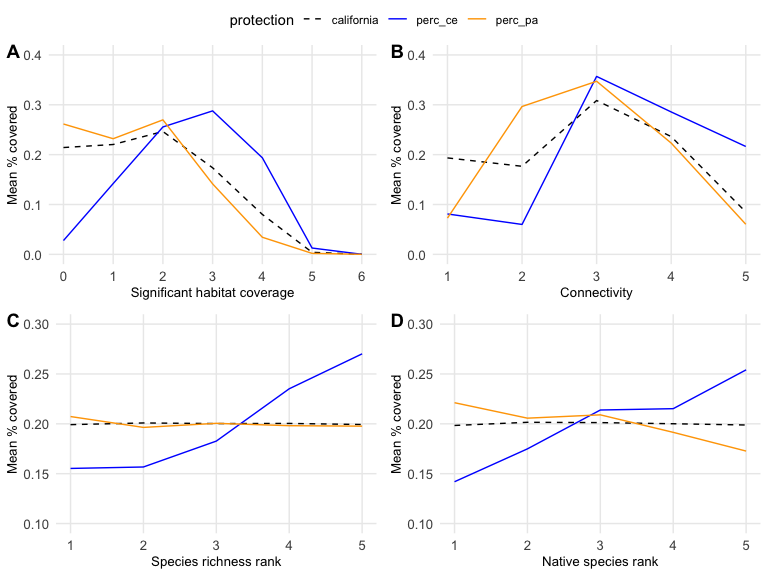 protection california perc_ce perc_pa
A
0.4
0.3
0.2
0.1
0.0
Mean % covered
0 1 2 3 4 5 6
Significant habitat coverage
B
0.4
0.3
0.2
0.1
0.0
Mean % covered
1 2 3 4 5
Connectivity
C
0.30
0.25
0.20
0.15
0.10
Mean % covered
1 2 3 4 5
Species richness rank
D
0.30
0.25
0.20
0.15
0.10
Mean % covered
1 2 3 4 5
Native species rank